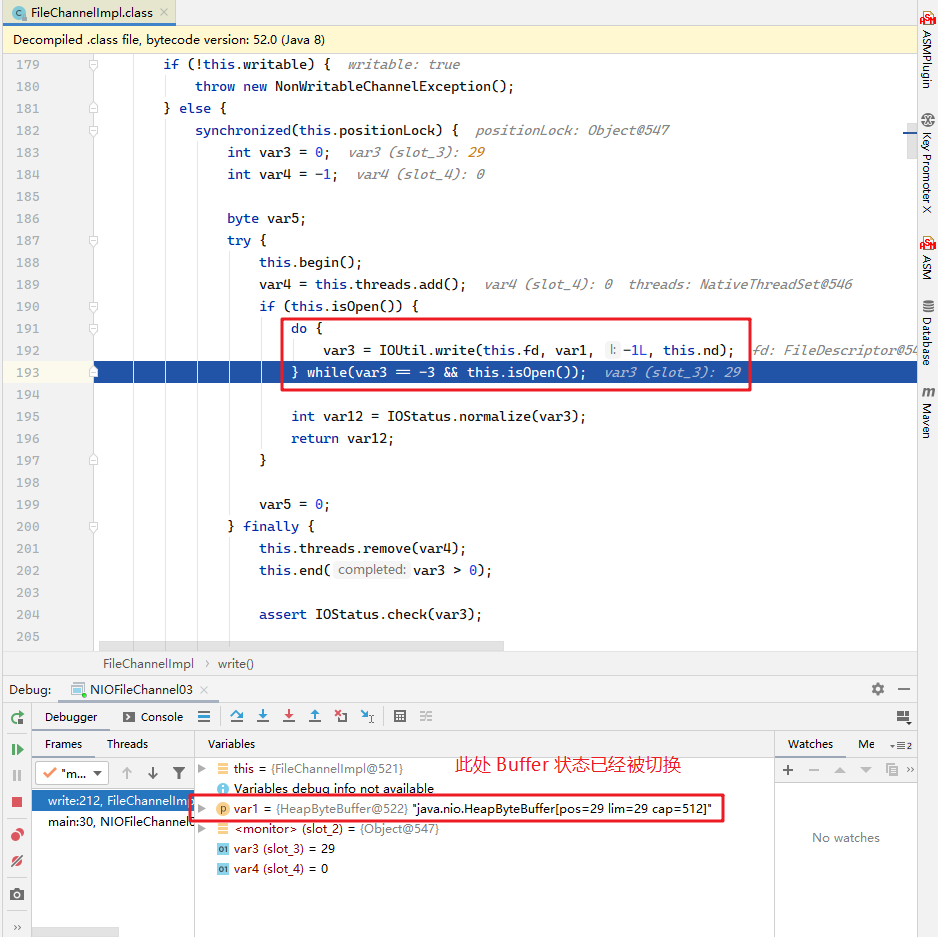 FileChannelImpl.class
Decompiled .class file, bytecode version: 52.0 (Java 8)
179 if (!this.writable) { writable: true
180 throw new NonWritableChannelException();
181 } else {
182 synchronized(this.positionLock) { positionLock: Object@547
183 int var3 = 0; var3 (slot_3): 29
184 int var4 = -1; var4 (slot_4): 0
185
186 byte var5;
187 try {
188 this.begin();
189 var4 = this.threads.add(); var4 (slot_4): 0 threads: NativeThreadSet@546
190 if (this.isOpen()) {
191 do {
192 var3 = IOUtil.write(this.fd, var1, l: -1L, this.nd); fd: FileDescriptor@54
193 } while(var3 == -3 && this.isOpen()); var3 (slot_3): 29
194
195 int var12 = IOStatus.normalize(var3);
196 return var12;
197 }
198
199 var5 = 0;
200 } finally {
201 this.threads.remove(var4);
202 this.end( completed: var3 > 0);
203
204 assert IOStatus.check(var3);
205
ASMPlugin
Key Promoter X
ASM
Database
Maven
FileChannelImpl › write()
Debug: NIOFileChannel03
Debugger Console
Frames Threads Variables Watches Me
"m...
write:212, FileChannelImp
main:30, NIOFileChannel0
this = {FileChannelImpl@521}
此处 Buffer 状态已经被切换
Variables debug info not available
var1 = {HeapByteBuffer@522} "java.nio.HeapByteBuffer[pos=29 lim=29 cap=512]"
<monitor> (slot_2) = {Object@547}
var3 (slot_3) = 29
var4 (slot_4) = 0
No watches